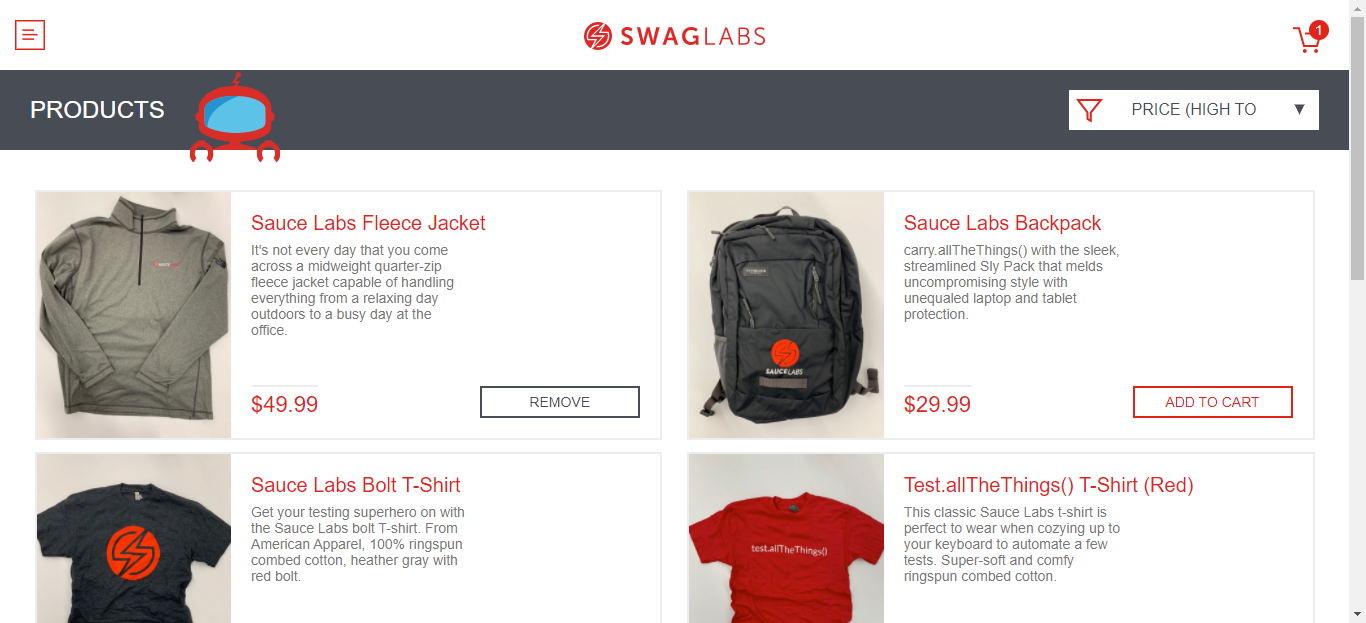 SWAGLABS
1
PRODUCTS
PRICE (HIGH TO
Sauce Labs Fleece Jacket
It's not every day that you come
across a midweight quarter-zip
fleece jacket capable of handling
everything from a relaxing day
outdoors to a busy day at the
office.
$49.99
REMOVE
Sauce Labs Backpack
carry.allTheThings() with the sleek,
streamlined Sly Pack that melds
uncompromising style with
unequaled laptop and tablet
protection.
SAUCELABS
$29.99
ADD TO CART
Sauce Labs Bolt T-Shirt
Get your testing superhero on with
the Sauce Labs bolt T-shirt. From
American Apparel, 100% ringspun
combed cotton, heather gray with
red bolt.
test.allTheThings()
Test.allTheThings() T-Shirt (Red)
This classic Sauce Labs t-shirt is
perfect to wear when cozying up to
your keyboard to automate a few
tests. Super-soft and comfy
ringspun combed cotton.